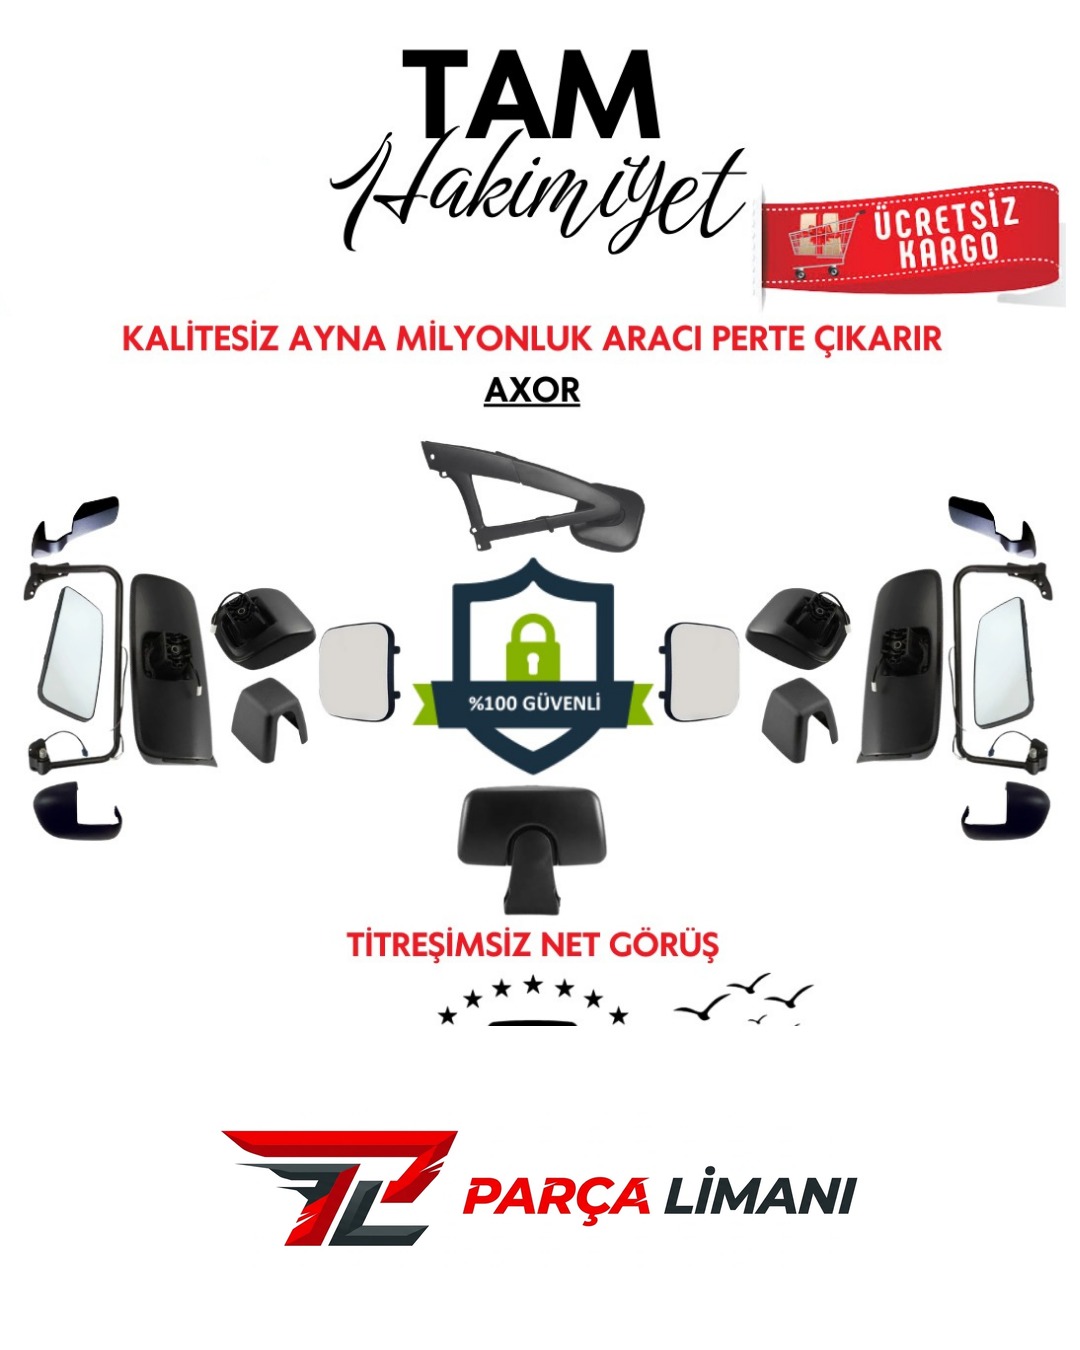 TAM
Hakimiyet
ÜCRETSİZ
KARGO
KALİTESİZ AYNA MİLYONLUK ARACI PERTE ÇIKARIR
AXOR
%100 GÜVENLİ
TİTREŞİMSİZ NET GÖRÜŞ
PARÇA LİMANI